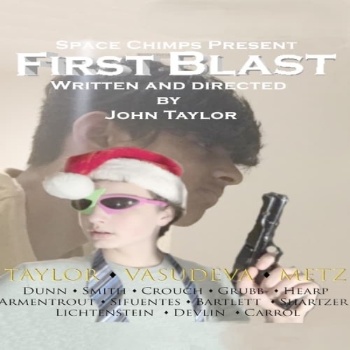 Space Chimps Present
First Blast
Written and directed
by
John Taylor
Taylor • Vasudeva • Metz
Dunn • Smith • Crouch • Grubb • Hearp
Armentrout • Sifuentes • Bartlett • Shartzer
Lichtenstein • Devlin • Carrol